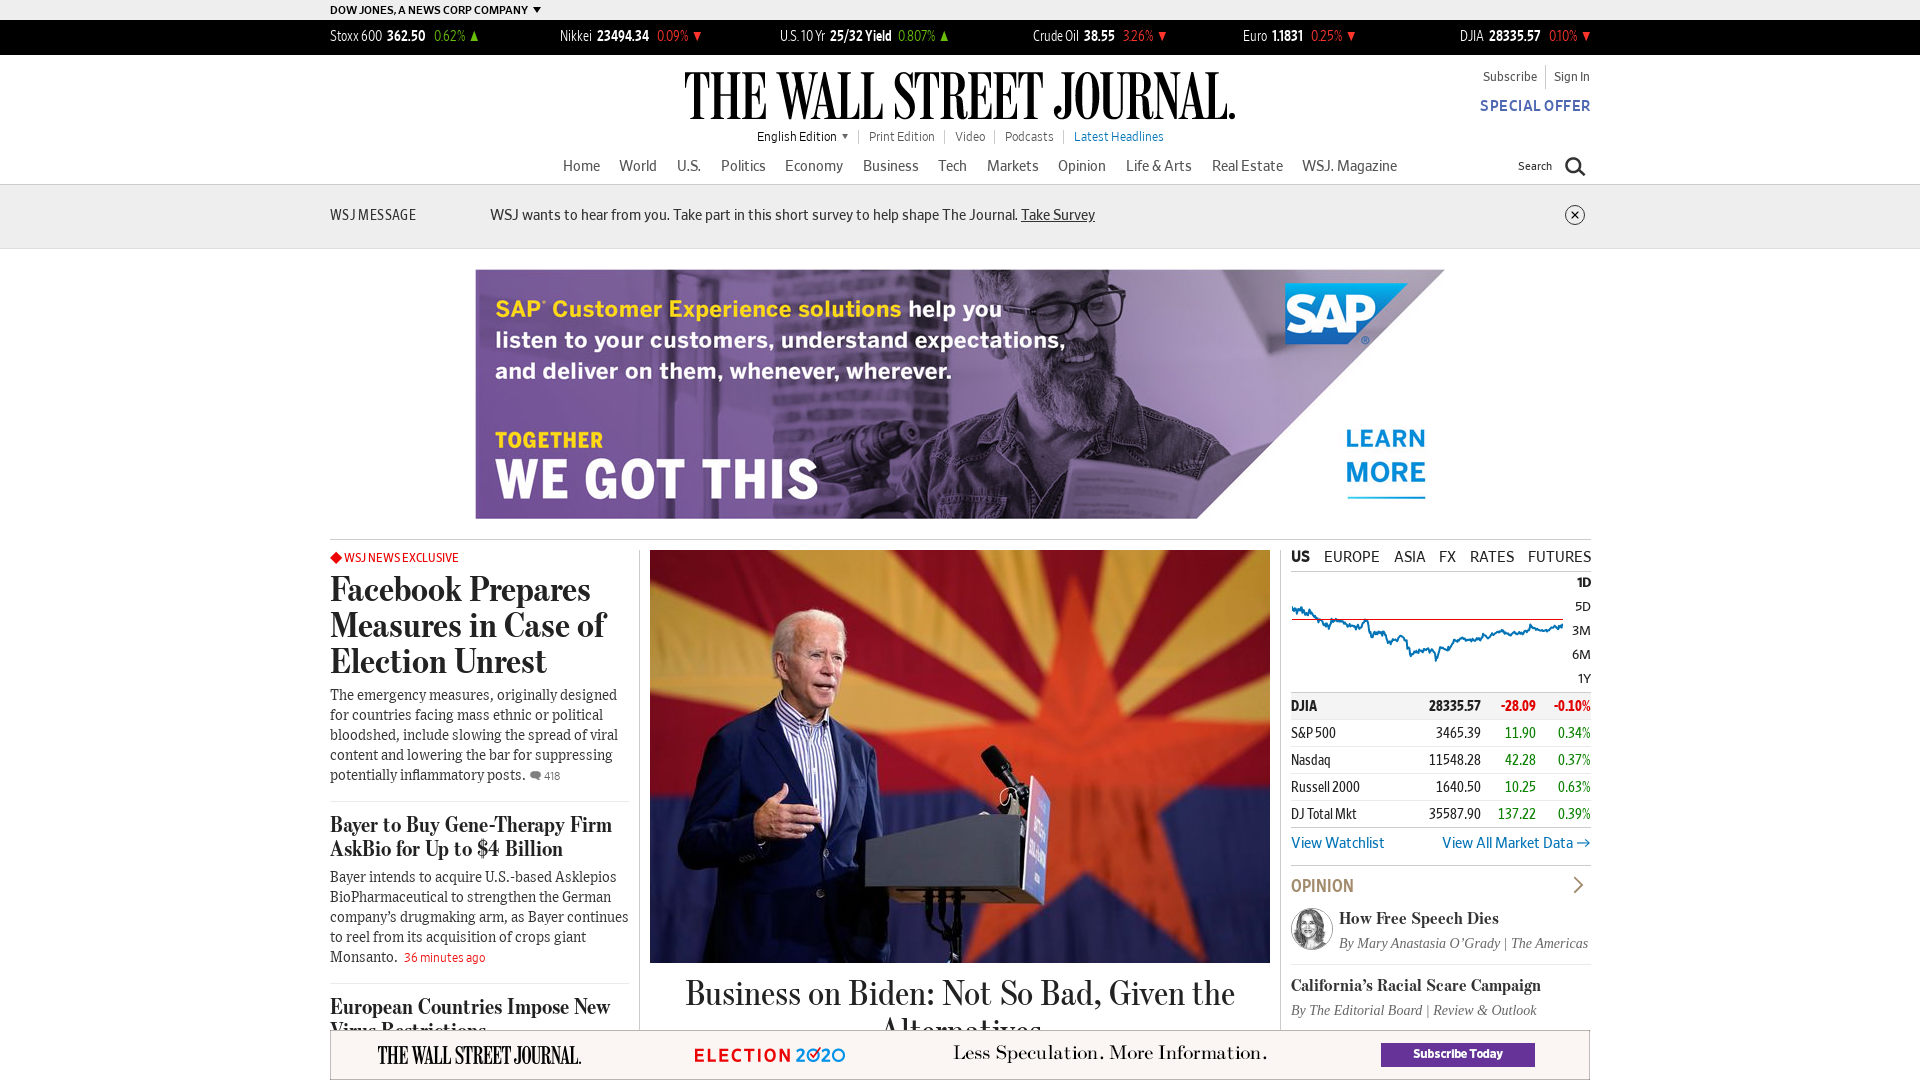 DOW JONES, A NEWS CORP COMPANY
Stoxx 600 362.50 0.62%
Nikkei 23494.34 0.09%
U.S. 10 Yr 25/32 Yield 0.807%
Crude Oil 38.55 3.26%
Euro 1.1831 0.25%
DJIA 28335.57 0.10%
THE WALL STREET JOURNAL.
Subscribe
Sign In
SPECIAL OFFER
English Edition
Print Edition
Video
Podcasts
Latest Headlines
Home World U.S. Politics Economy Business Tech Markets Opinion Life & Arts Real Estate WSJ. Magazine
Search
WSJ MESSAGE
WSJ wants to hear from you. Take part in this short survey to help shape The Journal. Take Survey
SAP® Customer Experience solutions help you
listen to your customers, understand expectations,
and deliver on them, whenever, wherever.
TOGETHER
WE GOT THIS
SAP®
LEARN
MORE
WSJ NEWS EXCLUSIVE
Facebook Prepares
Measures in Case of
Election Unrest
The emergency measures, originally designed
for countries facing mass ethnic or political
bloodshed, include slowing the spread of viral
content and lowering the bar for suppressing
potentially inflammatory posts. 418
Bayer to Buy Gene-Therapy Firm
AskBio for Up to $4 Billion
Bayer intends to acquire U.S.-based Asklepios
BioPharmaceutical to strengthen the German
company’s drugmaking arm, as Bayer continues
to reel from its acquisition of crops giant
Monsanto. 36 minutes ago
European Countries Impose New
Virus Restrictions
Business on Biden: Not So Bad, Given the
Alternatives
US EUROPE ASIA FX RATES FUTURES
1D
5D
3M
6M
1Y
DJIA 28335.57 -28.09 -0.10%
S&P 500 3465.39 11.90 0.34%
Nasdaq 11548.28 42.28 0.37%
Russell 2000 1640.50 10.25 0.63%
DJ Total Mkt 35587.90 137.22 0.39%
View Watchlist
View All Market Data
OPINION
How Free Speech Dies
By Mary Anastasia O’Grady | The Americas
California’s Racial Scare Campaign
By The Editorial Board | Review & Outlook
THE WALL STREET JOURNAL.
ELECTION 2020
Less Speculation. More Information.
Subscribe Today